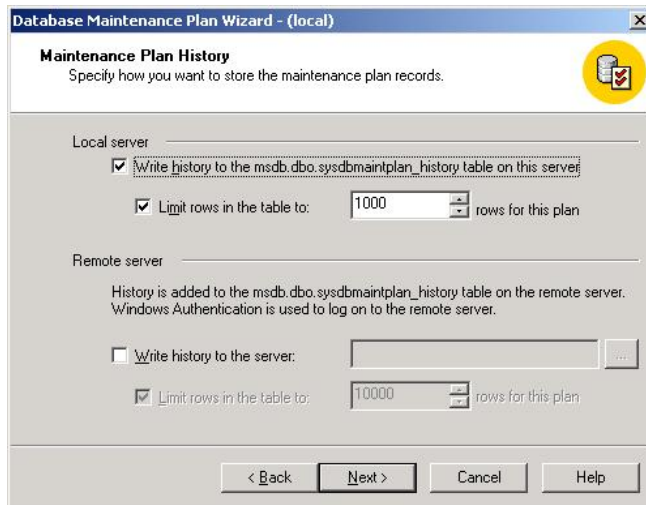 Database Maintenance Plan Wizard - (local)
Maintenance Plan History
Specify how you want to store the maintenance plan records.
Local server
Write history to the msdb.dbo.sysdbmaintplan_history table on this server
Limit rows in the table to: 1000 rows for this plan
Remote server
History is added to the msdb.dbo.sysdbmaintplan_history table on the remote server.
Windows Authentication is used to log on to the remote server.
Write history to the server: ...
Limit rows in the table to: 10000 rows for this plan
< Back Next > Cancel Help